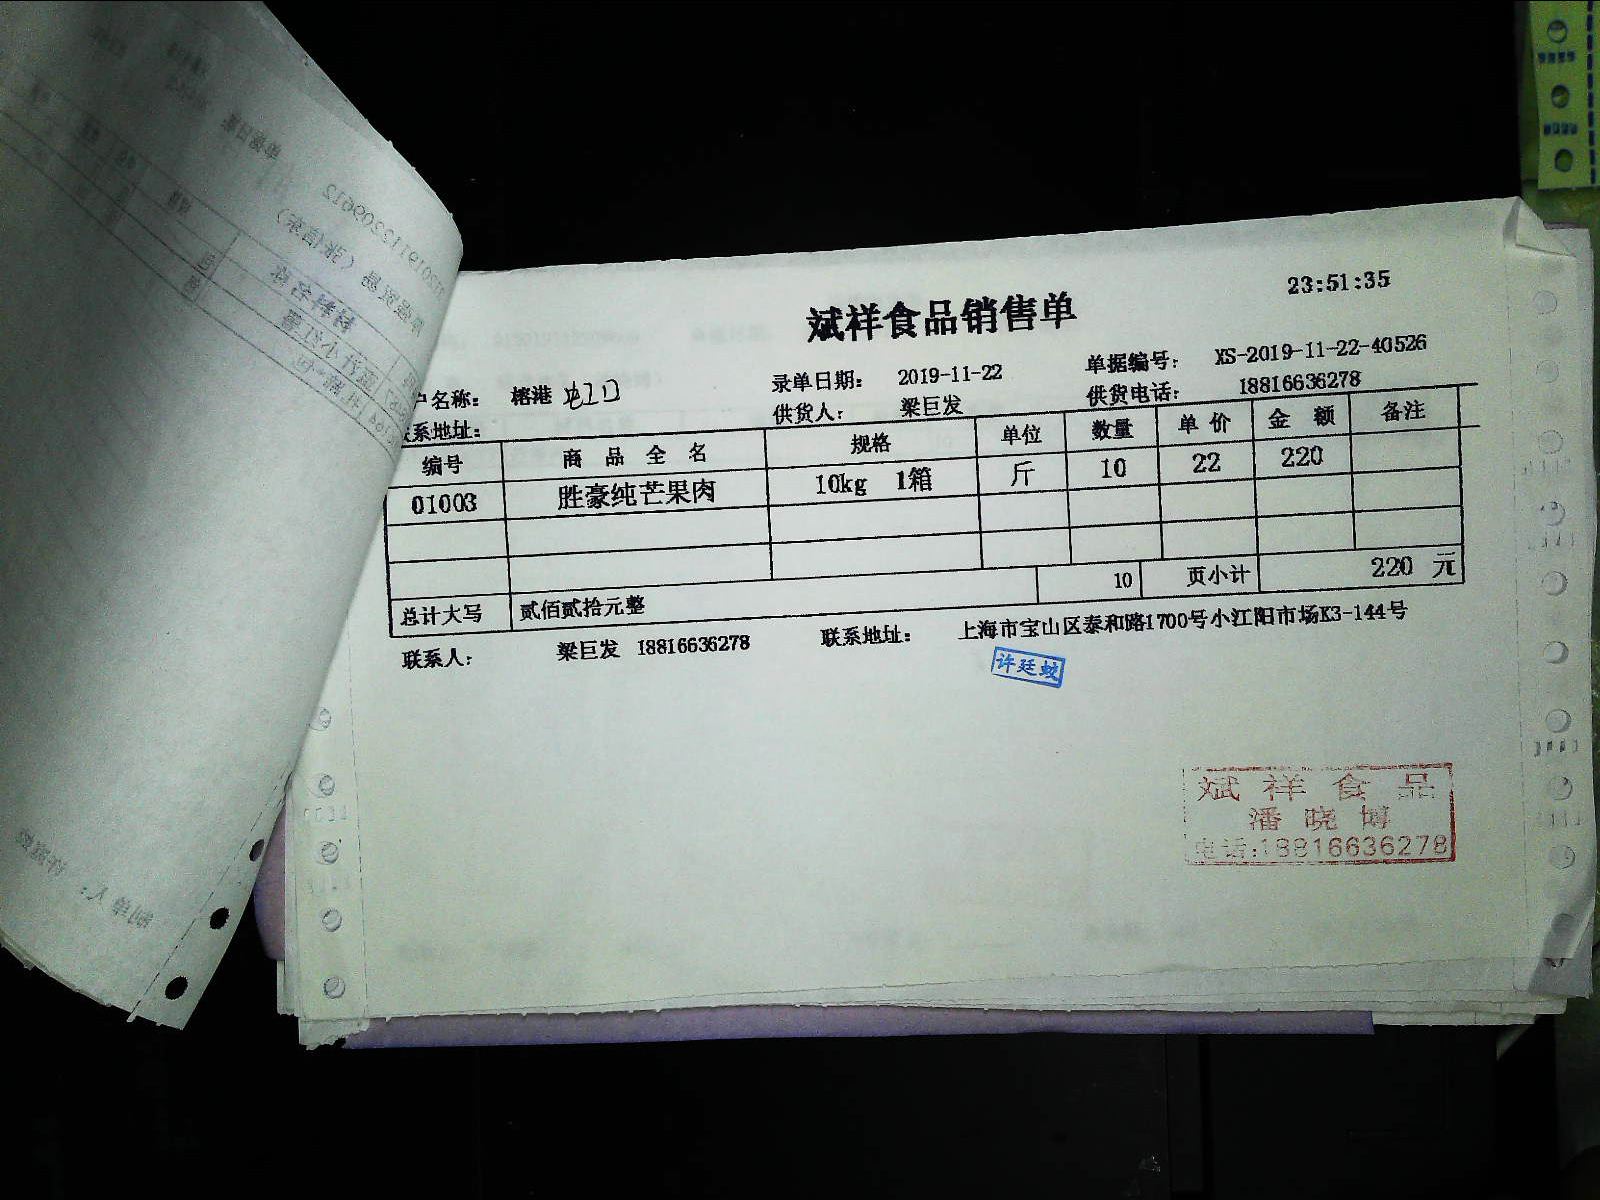 23:51:35
斌祥食品销售单
户名称： 榕港 录单日期： 2019-11-22 单据编号： XS-2019-11-22-40526
联系地址： 供货人： 梁巨发 供货电话： 18816636278
编号 商品全名 规格 单位 数量 单价 金额 备注
01003 胜豪纯芒果肉 10kg 1箱 斤 10 22 220
总计大写 贰佰贰拾元整 10 页小计 220 元
联系人： 梁巨发 18816636278 联系地址： 上海市宝山区泰和路1700号小江阳市场K3-144号
许廷蛟
斌祥食品
潘晓博
电话:18816636278